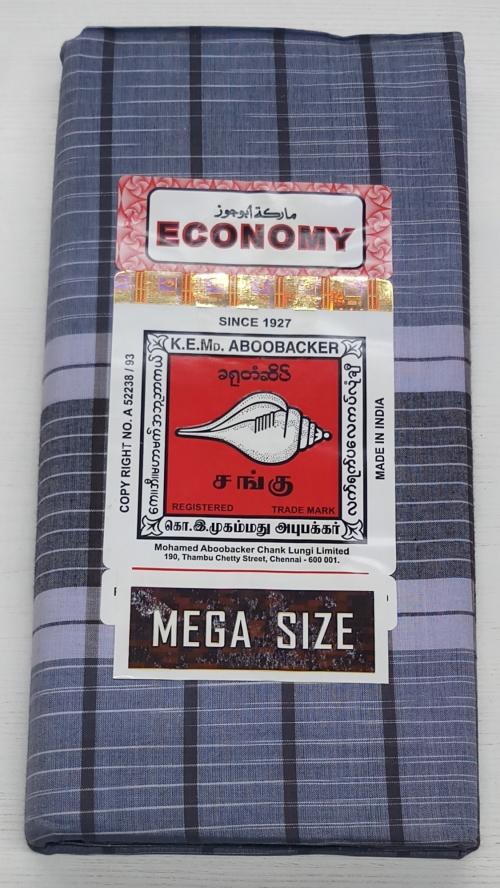 ماركة أبو جوز
ECONOMY
SINCE 1927
K.E.MD. ABOOBACKER
COPY RIGHT NO. A 52238 / 93
MADE IN INDIA
சங்கு
REGISTERED TRADE MARK
கொ.இ.முகம்மது அபுபக்கர்
Mohamed Aboobacker Chank Lungi Limited
190, Thambu Chetty Street, Chennai - 600 001.
MEGA SIZE